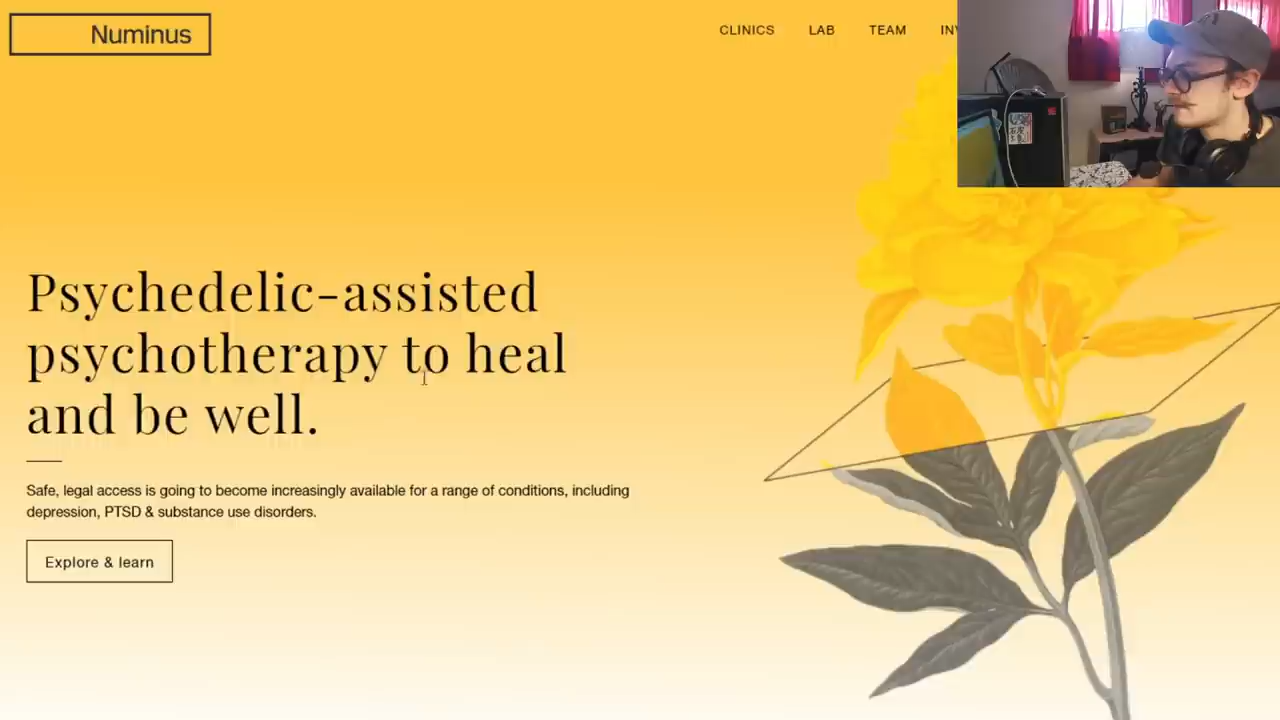 Numinus
CLINICS LAB TEAM
Psychedelic-assisted
psychotherapy to heal
and be well.
Safe, legal access is going to become increasingly available for a range of conditions, including
depression, PTSD & substance use disorders.
Explore & learn